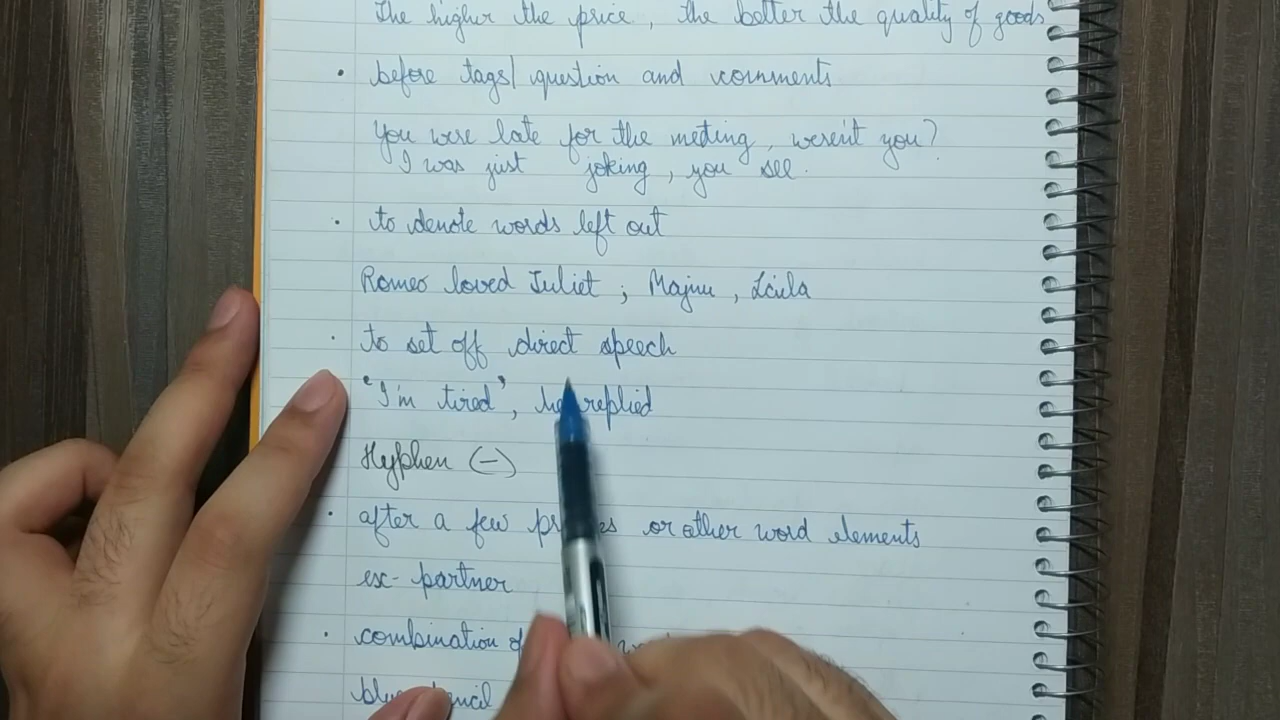 The higher the price, the better the quality of goods
• before tags/ question and comments
You were late for the meeting, weren't you?
I was just joking, you see.
• to denote words left out
Romeo loved Juliet; Majnu, Laila
• to set off direct speech
"I'm tired", he replied
Hyphen (-)
• after a few or other word elements
ex- partner
• combination of